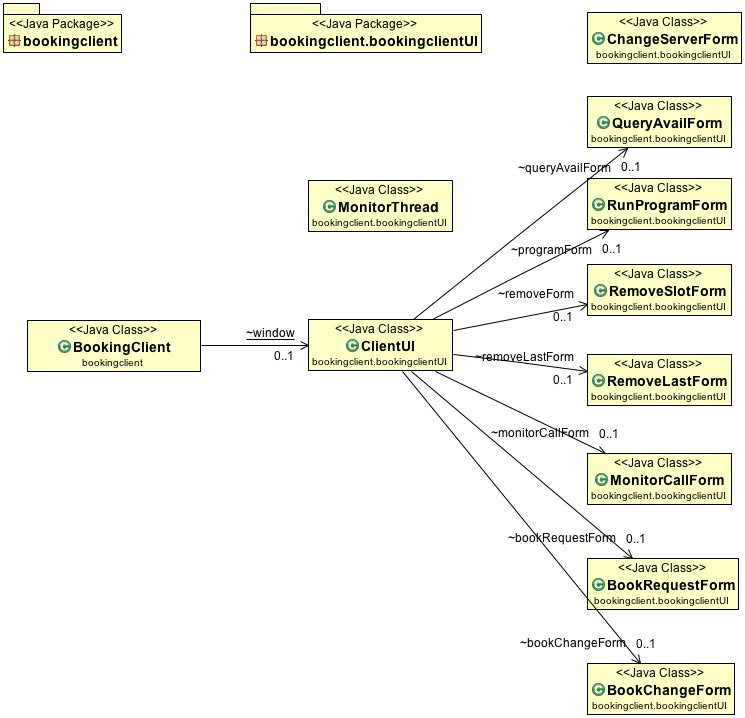 <<Java Package>>
bookingclient
<<Java Package>>
bookingclient.bookingclientUI
<<Java Class>>
ChangeServerForm
bookingclient.bookingclientUI
<<Java Class>>
QueryAvailForm
bookingclient.bookingclientUI
~queryAvailForm
0..1
<<Java Class>>
MonitorThread
bookingclient.bookingclientUI
<<Java Class>>
RunProgramForm
bookingclient.bookingclientUI
~programForm
0..1
<<Java Class>>
RemoveSlotForm
bookingclient.bookingclientUI
~removeForm
0..1
<<Java Class>>
BookingClient
bookingclient
~window
0..1
<<Java Class>>
ClientUI
bookingclient.bookingclientUI
~removeLastForm
0..1
<<Java Class>>
RemoveLastForm
bookingclient.bookingclientUI
~monitorCallForm
0..1
<<Java Class>>
MonitorCallForm
bookingclient.bookingclientUI
~bookRequestForm
0..1
<<Java Class>>
BookRequestForm
bookingclient.bookingclientUI
~bookChangeForm
0..1
<<Java Class>>
BookChangeForm
bookingclient.bookingclientUI